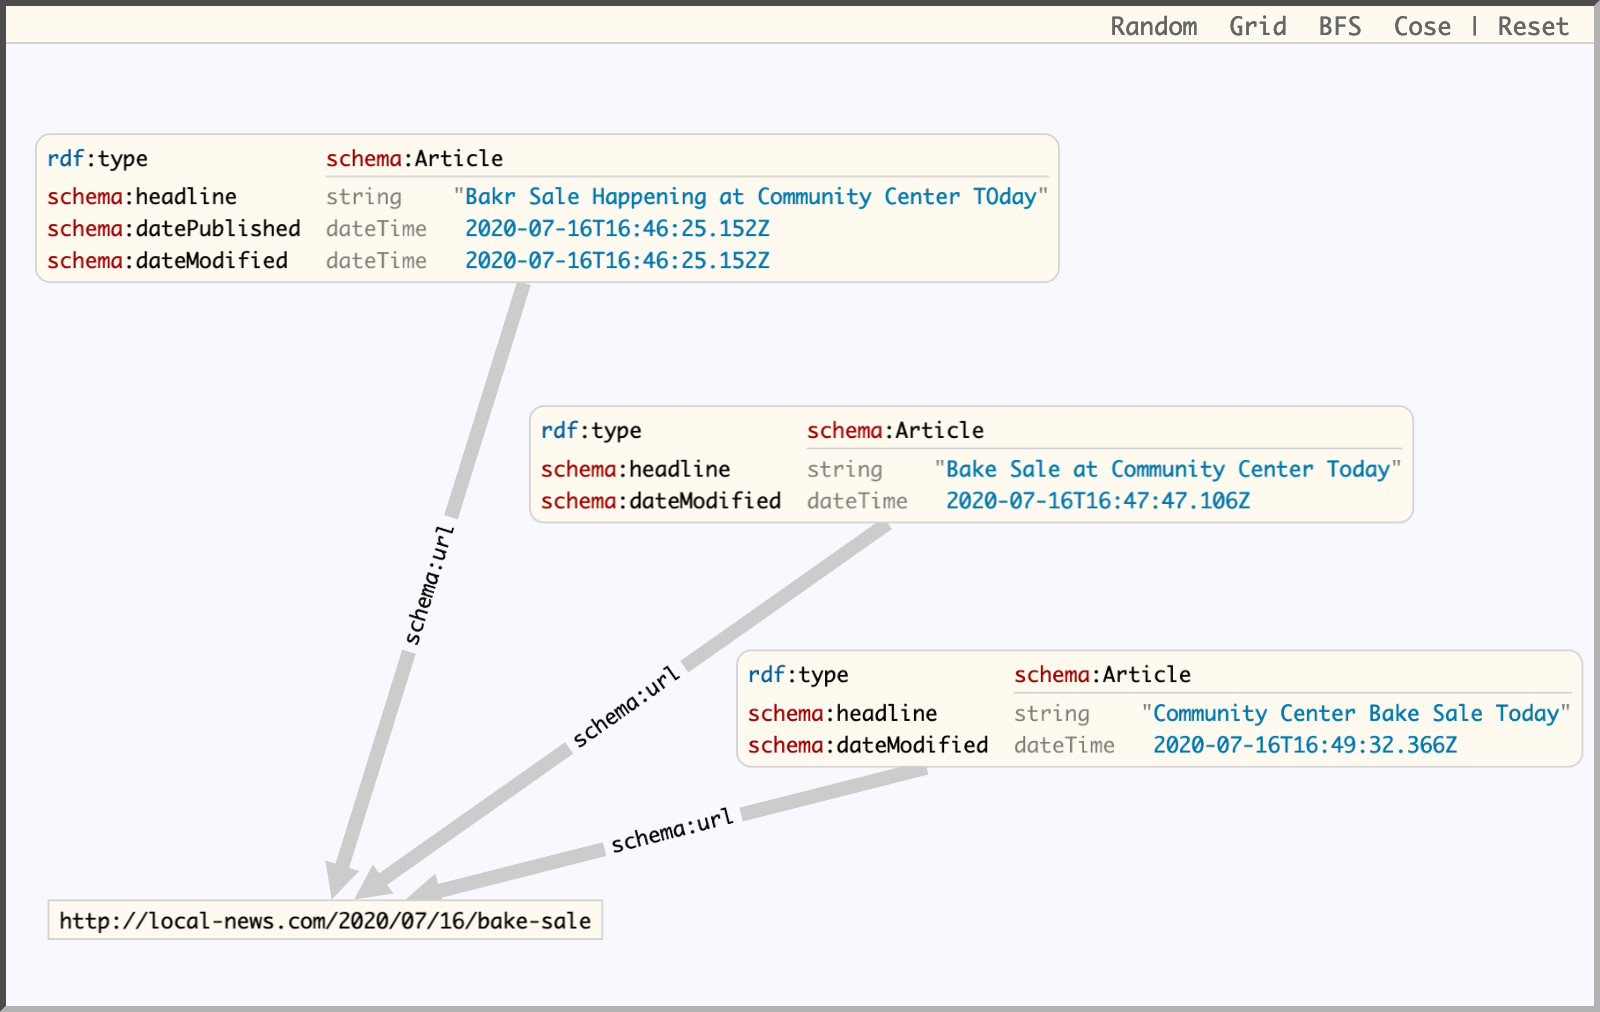 Random Grid BFS Cose | Reset
rdf:type schema:Article
schema:headline string "Bakr Sale Happening at Community Center TOday"
schema:datePublished dateTime 2020-07-16T16:46:25.152Z
schema:dateModified dateTime 2020-07-16T16:46:25.152Z
rdf:type schema:Article
schema:headline string "Bake Sale at Community Center Today"
schema:dateModified dateTime 2020-07-16T16:47:47.106Z
schema:url
schema:url
rdf:type schema:Article
schema:headline string "Community Center Bake Sale Today"
schema:dateModified dateTime 2020-07-16T16:49:32.366Z
schema:url
http://local-news.com/2020/07/16/bake-sale